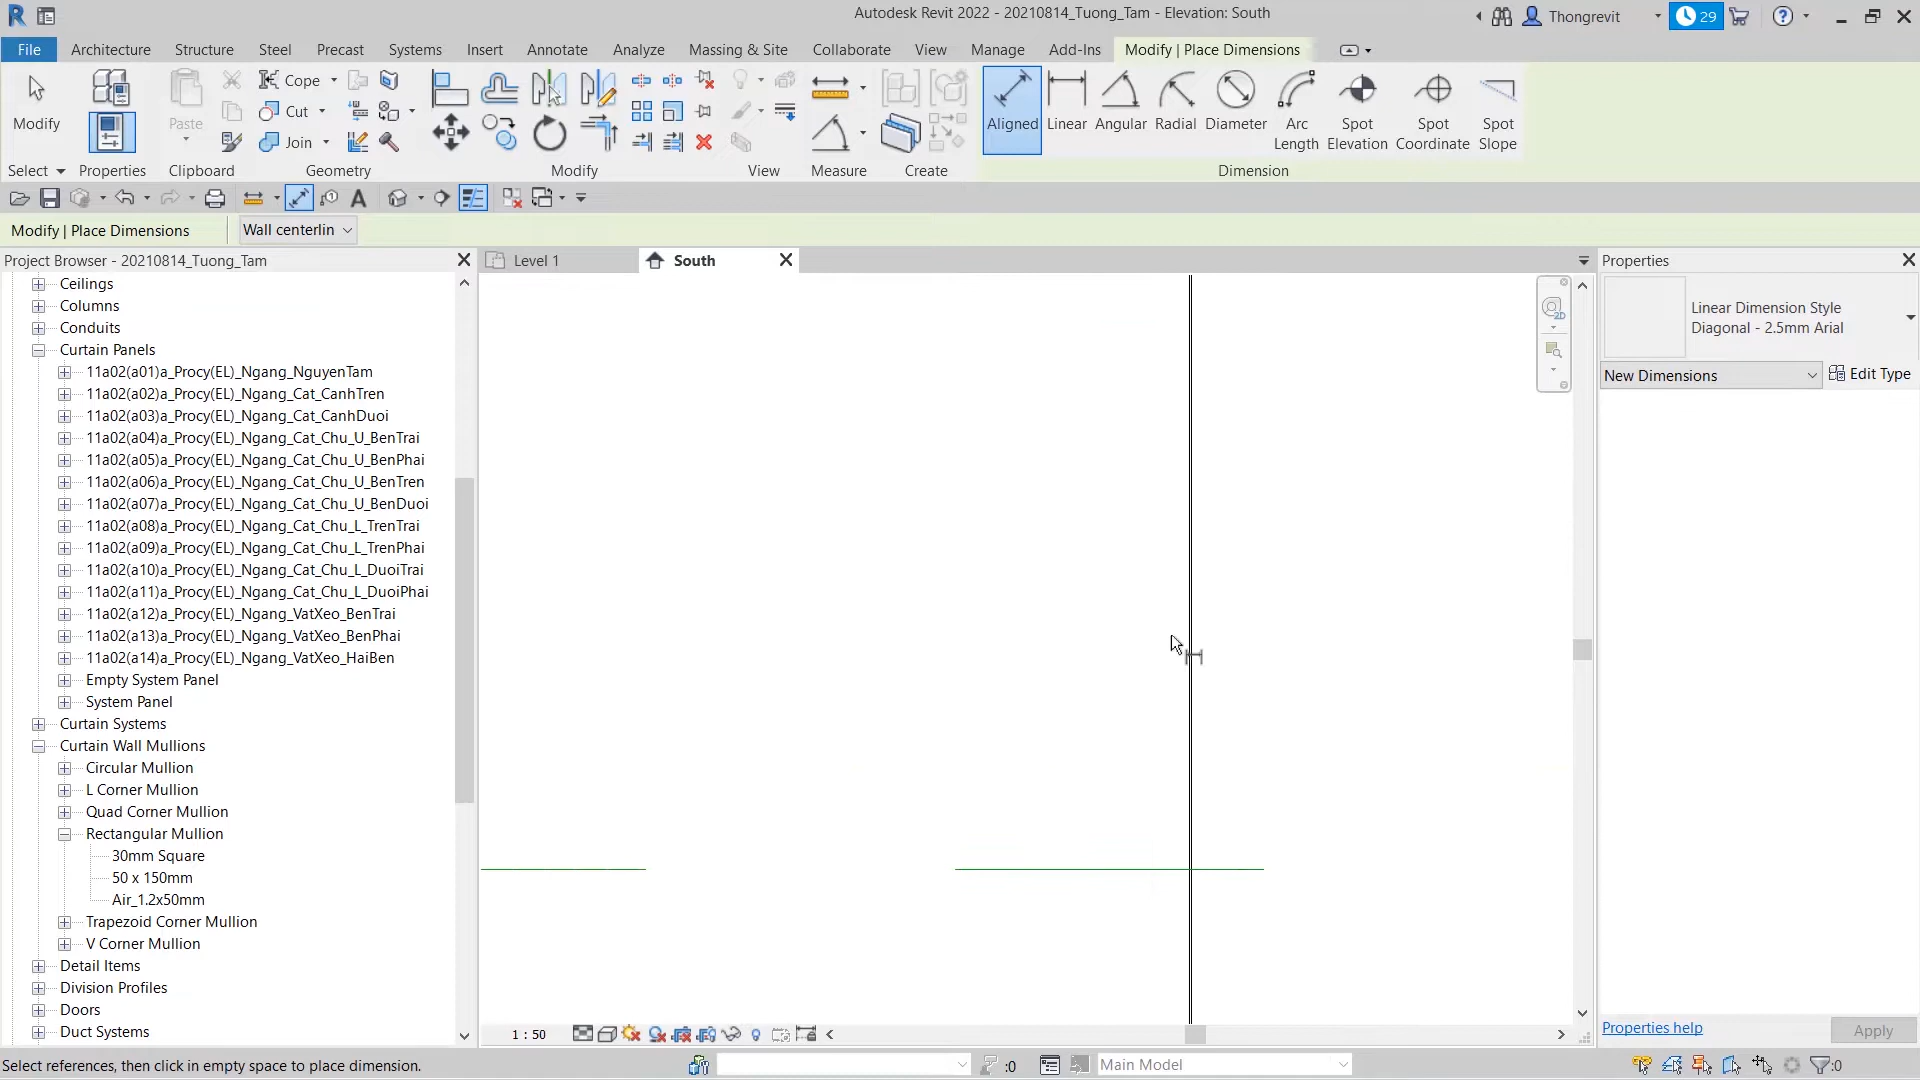 Autodesk Revit 2022 - 20210814_Tuong_Tam - Elevation: South
Thongrevit
29
File
Architecture
Structure
Steel
Precast
Systems
Insert
Annotate
Analyze
Massing & Site
Collaborate
View
Manage
Add-Ins
Modify | Place Dimensions
Modify
Paste
Cope
Cut
Join
Aligned
Linear
Angular
Radial
Diameter
Arc Length
Spot Elevation
Spot Coordinate
Spot Slope
Select
Properties
Clipboard
Geometry
Modify
View
Measure
Create
Dimension
Modify | Place Dimensions
Wall centerlin
Project Browser - 20210814_Tuong_Tam
Ceilings
Columns
Conduits
Curtain Panels
11a02(a01)a_Procy(EL)_Ngang_NguyenTam
11a02(a02)a_Procy(EL)_Ngang_Cat_CanhTren
11a02(a03)a_Procy(EL)_Ngang_Cat_CanhDuoi
11a02(a04)a_Procy(EL)_Ngang_Cat_Chu_U_BenTrai
11a02(a05)a_Procy(EL)_Ngang_Cat_Chu_U_BenPhai
11a02(a06)a_Procy(EL)_Ngang_Cat_Chu_U_BenTren
11a02(a07)a_Procy(EL)_Ngang_Cat_Chu_U_BenDuoi
11a02(a08)a_Procy(EL)_Ngang_Cat_Chu_L_TrenTrai
11a02(a09)a_Procy(EL)_Ngang_Cat_Chu_L_TrenPhai
11a02(a10)a_Procy(EL)_Ngang_Cat_Chu_L_DuoiTrai
11a02(a11)a_Procy(EL)_Ngang_Cat_Chu_L_DuoiPhai
11a02(a12)a_Procy(EL)_Ngang_VatXeo_BenTrai
11a02(a13)a_Procy(EL)_Ngang_VatXeo_BenPhai
11a02(a14)a_Procy(EL)_Ngang_VatXeo_HaiBen
Empty System Panel
System Panel
Curtain Systems
Curtain Wall Mullions
Circular Mullion
L Corner Mullion
Quad Corner Mullion
Rectangular Mullion
30mm Square
50 x 150mm
Air_1.2x50mm
Trapezoid Corner Mullion
V Corner Mullion
Detail Items
Division Profiles
Doors
Duct Systems
Level 1
South
2D
1 : 50
Properties
Linear Dimension Style
Diagonal - 2.5mm Arial
New Dimensions
Edit Type
Properties help
Apply
Select references, then click in empty space to place dimension.
:0
Main Model
:0